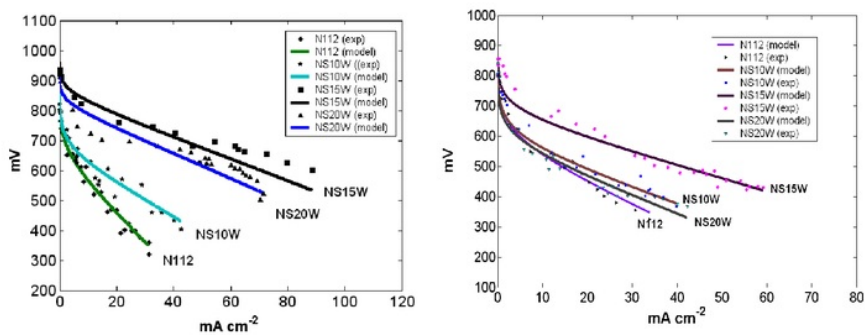 1100
1000
900
800
700
600
500
400
300
200
0
20
40
60
80
100
120
mV
mA cm-2
N112 (exp)
N112 (model)
NS10W ((exp)
NS10W (model)
NS15W (exp)
NS15W (model)
NS20W (exp)
NS20W (model)
NS15W
NS20W
NS10W
N112
1000
900
800
700
600
500
400
300
200
100
0
10
20
30
40
50
60
70
80
mV
mA cm-2
N112 (model)
N112 (exp)
NS10W (model)
NS10W (exp)
NS15W (model)
NS15W (exp)
NS20W (model)
NS20W (exp)
NS15W
NS10W
NS20W
N112